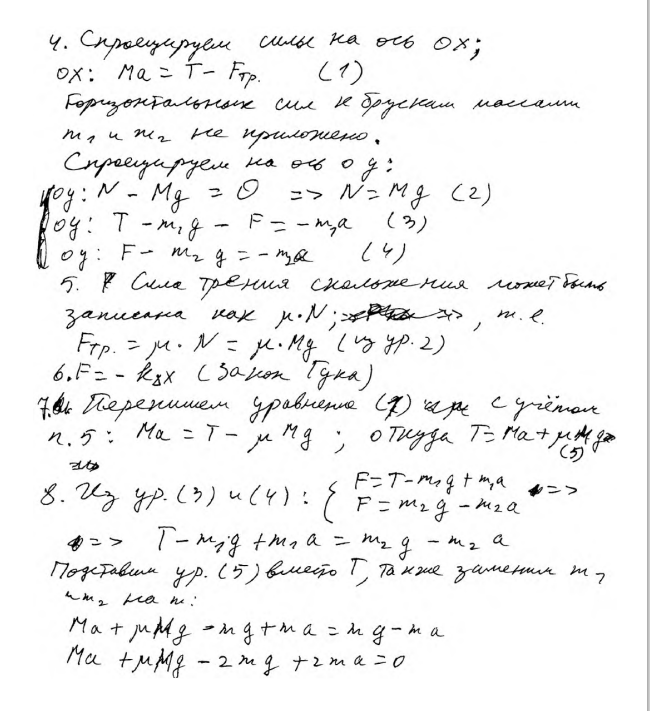 4. Спроецируем силы на ось OX;
OX: Ma = T - Fтр. (1)
Горизонтальных сил к брускам массами
m₁ и m₂ не приложено.
Спроецируем на ось oy:
oy: N - Mg = 0 => N = Mg (2)
oy: T - m₁g - F = -m₁a (3)
oy: F - m₂g = -m₂a (4)
5. Сила трения скольжения может быть
записана как μ·N; , т.е.
Fтр. = μ·N = μ·Mg (из ур. 2)
6. F = -kδx (Закон Гука)
7. Перепишем уравнение (1) с учётом
п. 5: Ma = T - μMg ; откуда T = Ma + μMg
(5)
8. Из ур. (3) и (4): { F = T - m₁g + m₁a
F = m₂g - m₂a =>
=> T - m₁g + m₁a = m₂g - m₂a
Подставим ур. (5) вместо T, также заменим m₁
и m₂ на m:
Ma + μMg - mg + ma = mg - ma
Ma + μMg - 2mg + 2ma = 0